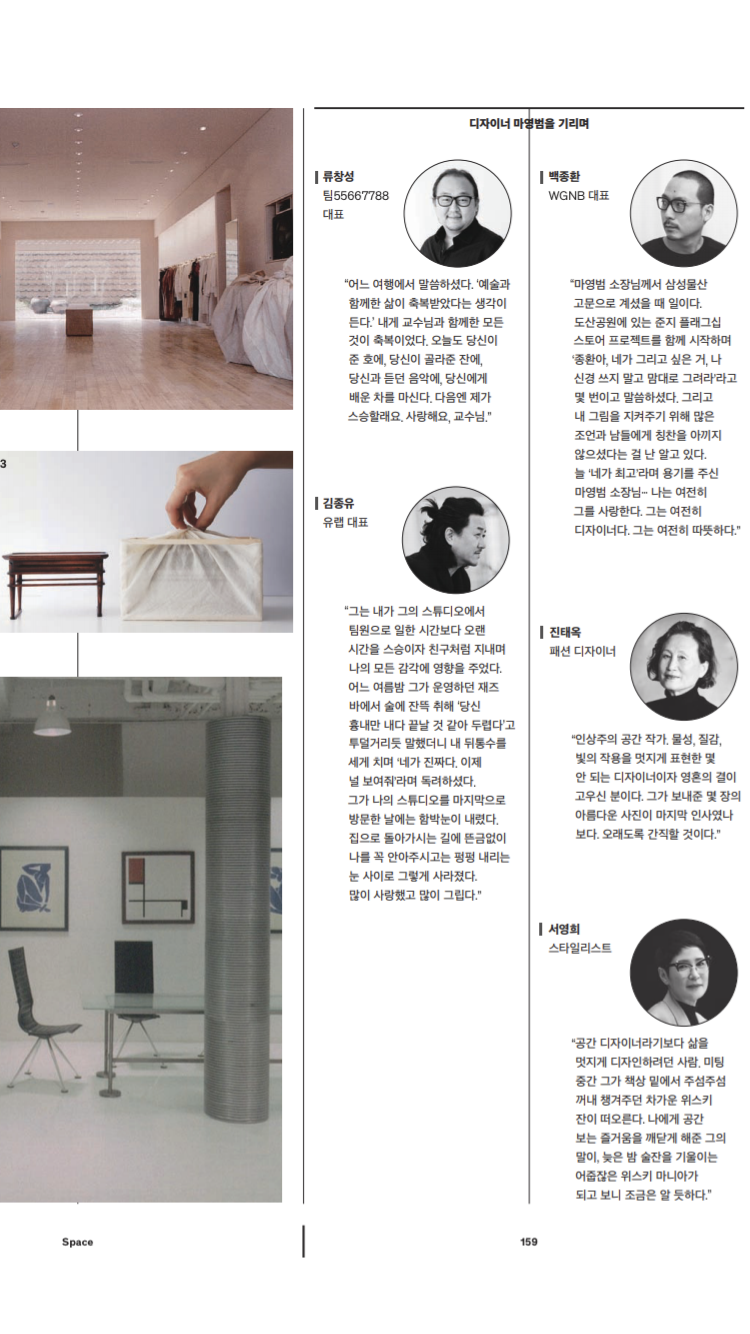 디자이너 마영범을 기리며
류창성
팀55667788
대표
“어느 여행에서 말씀하셨다. ‘예술과
함께한 삶이 축복받았다는 생각이
든다.’ 내게 교수님과 함께한 모든
것이 축복이었다. 오늘도 당신이
준 호에, 당신이 골라준 잔에,
당신과 듣던 음악에, 당신에게
배운 차를 마신다. 다음엔 제가
스승할래요. 사랑해요, 교수님.”
3
김종유
유랩 대표
“그는 내가 그의 스튜디오에서
팀원으로 일한 시간보다 오랜
시간을 스승이자 친구처럼 지내며
나의 모든 감각에 영향을 주었다.
어느 여름밤 그가 운영하던 재즈
바에서 술에 잔뜩 취해 ‘당신
흉내만 내다 끝날 것 같아 두렵다’고
투덜거리듯 말했더니 내 뒤통수를
세게 치며 ‘네가 진짜다. 이제
널 보여줘’라며 독려하셨다.
그가 나의 스튜디오를 마지막으로
방문한 날에는 함박눈이 내렸다.
집으로 돌아가시는 길에 뜬금없이
나를 꼭 안아주시고는 펑펑 내리는
눈 사이로 그렇게 사라졌다.
많이 사랑했고 많이 그립다.”
백종환
WGNB 대표
“마영범 소장님께서 삼성물산
고문으로 계셨을 때 일이다.
도산공원에 있는 준지 플래그십
스토어 프로젝트를 함께 시작하며
‘종환아, 네가 그리고 싶은 거, 나
신경 쓰지 말고 맘대로 그려라’라고
몇 번이고 말씀하셨다. 그리고
내 그림을 지켜주기 위해 많은
조언과 남들에게 칭찬을 아끼지
않으셨다는 걸 난 알고 있다.
늘 ‘네가 최고’라며 용기를 주신
마영범 소장님… 나는 여전히
그를 사랑한다. 그는 여전히
디자이너다. 그는 여전히 따뜻하다.”
진태옥
패션 디자이너
“인상주의 공간 작가. 물성, 질감,
빛의 작용을 멋지게 표현한 몇
안 되는 디자이너이자 영혼의 결이
고우신 분이다. 그가 보내준 몇 장의
아름다운 사진이 마지막 인사였나
보다. 오래도록 간직할 것이다.”
서영희
스타일리스트
“공간 디자이너라기보다 삶을
멋지게 디자인하려던 사람. 미팅
중간 그가 책상 밑에서 주섬주섬
꺼내 챙겨주던 차가운 위스키
잔이 떠오른다. 나에게 공간
보는 즐거움을 깨닫게 해준 그의
말이, 늦은 밤 술잔을 기울이는
어줍잖은 위스키 마니아가
되고 보니 조금은 알 듯하다.”
Space
159